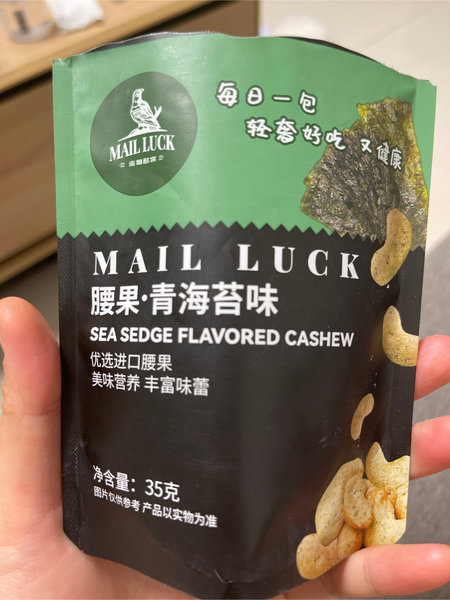 MAIL LUCK
每日一包
轻奢好吃 又健康
MAIL LUCK
腰果·青海苔味
SEA SEDGE FLAVORED CASHEW
优选进口腰果
美味营养 丰富味蕾
净含量：35克
图片仅供参考 产品以实物为准